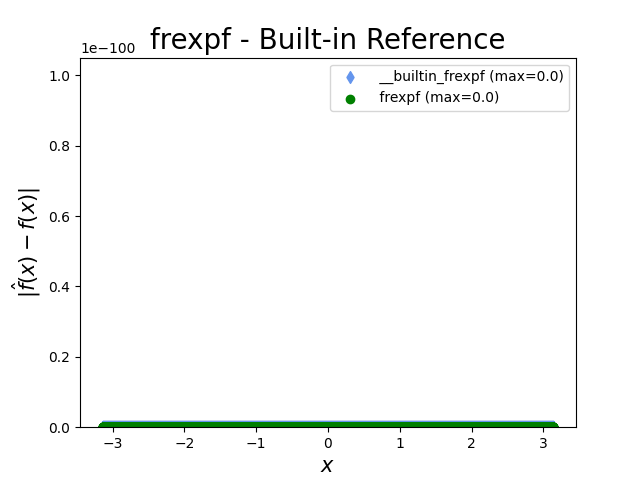 frexpf - Built-in Reference
1e−100
1.0
0.8
0.6
0.4
0.2
0.0
|f̂(x) − f(x)|
__builtin_frexpf (max=0.0)
frexpf (max=0.0)
−3
−2
−1
0
1
2
3
x